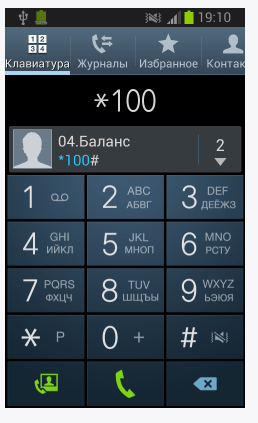 19:10
Клавиатура Журналы Избранное Контак
*100
04.Баланс
*100#
2
1 2 ABC АБВГ 3 DEF ДЕЁЖЗ
4 GHI ИЙКЛ 5 JKL МНОП 6 MNO РСТУ
7 PQRS ФХЦЧ 8 TUV ШЩЪЫ 9 WXYZ ЬЭЮЯ
* P 0 + #